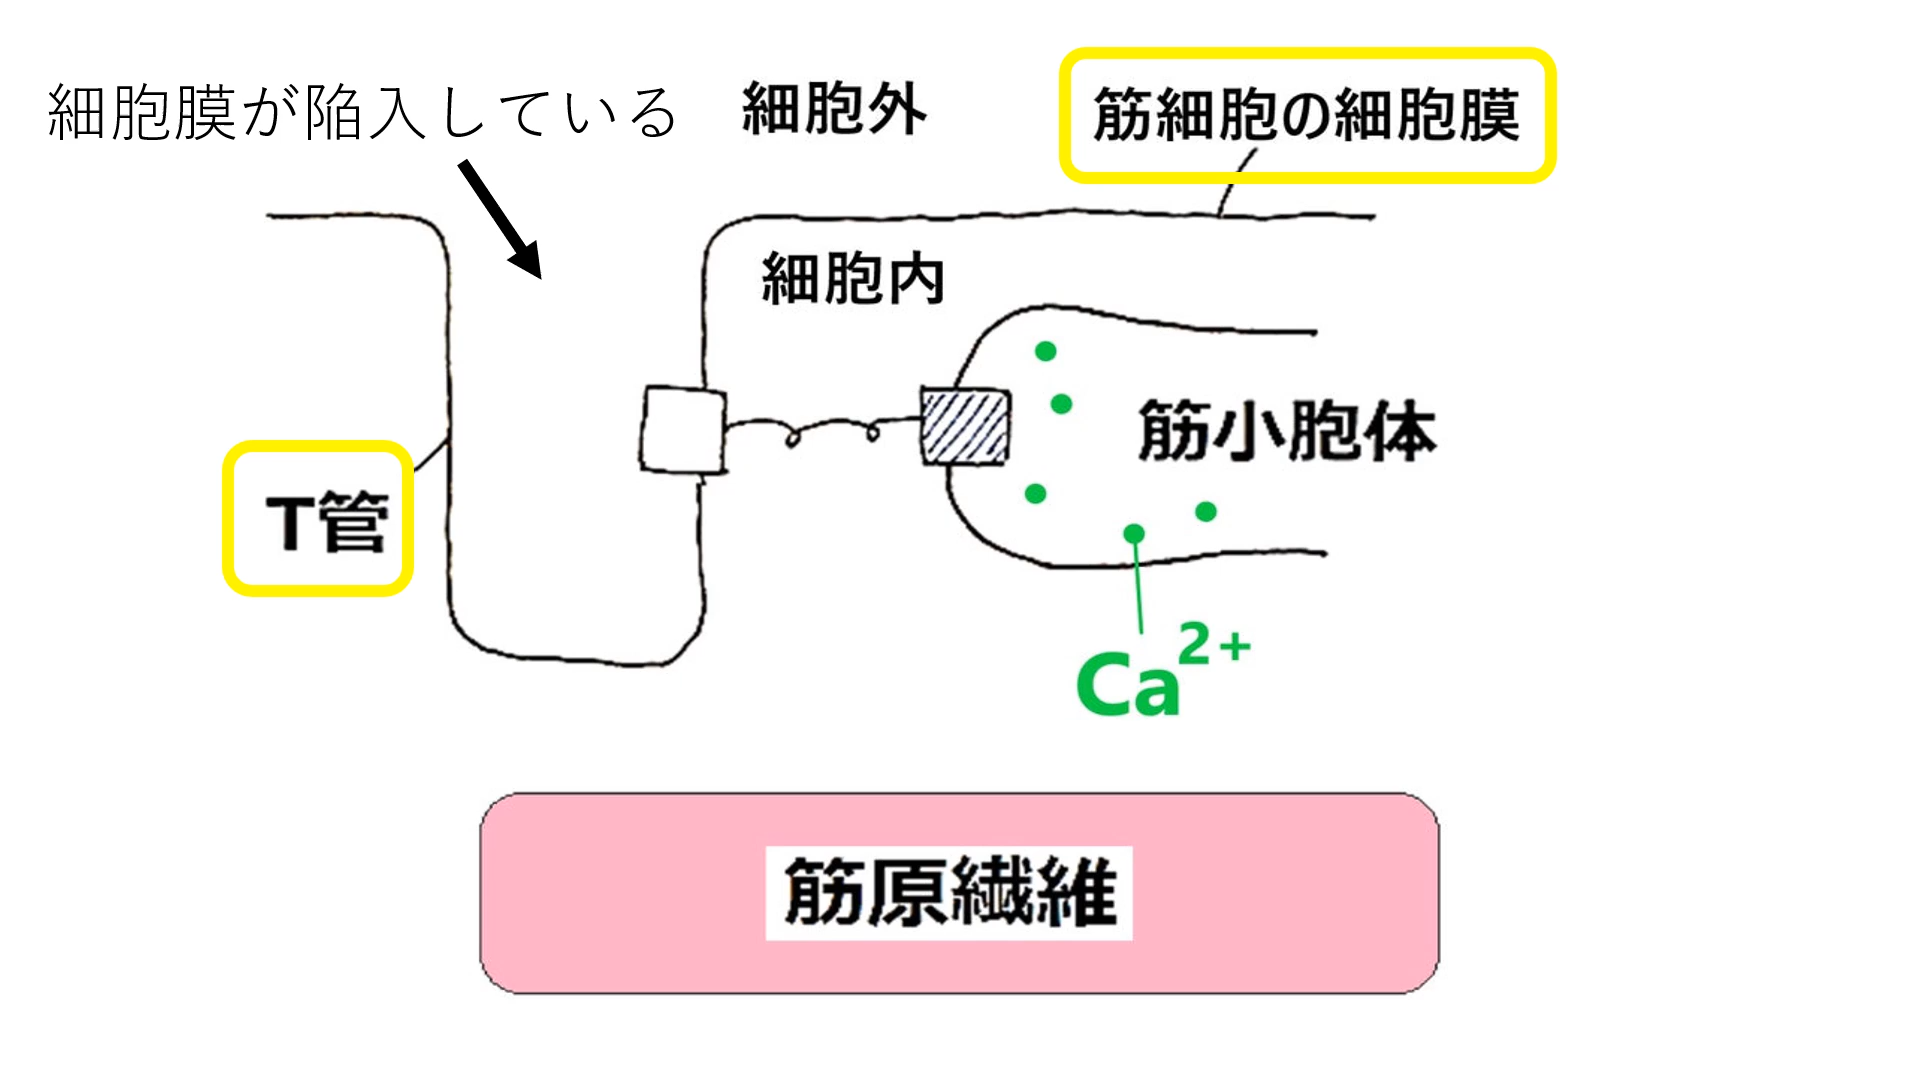 細胞膜が陥入している
細胞外
筋細胞の細胞膜
細胞内
筋小胞体
T管
Ca2+
筋原繊維